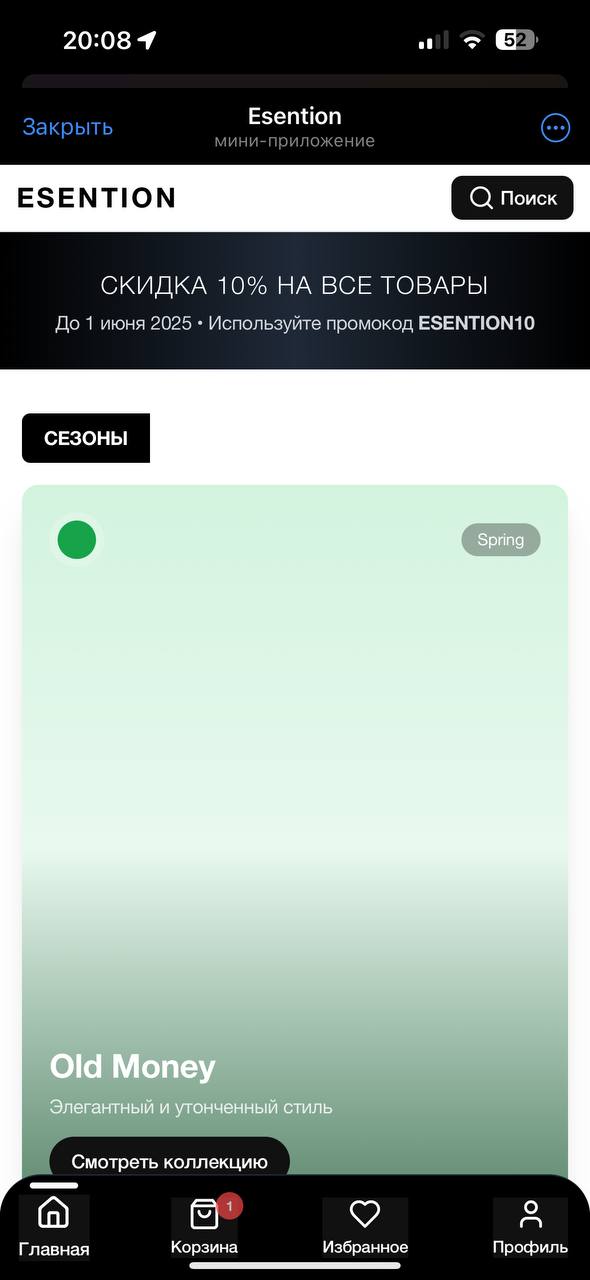 20:08
52
Закрыть
Esention
мини-приложение
ESENTION
Поиск
СКИДКА 10% НА ВСЕ ТОВАРЫ
До 1 июня 2025 • Используйте промокод ESENTION10
СЕЗОНЫ
Spring
Old Money
Элегантный и утонченный стиль
Смотреть коллекцию
1
Главная
Корзина
Избранное
Профиль